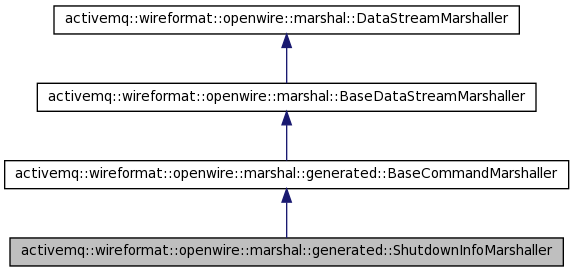 activemq::wireformat::openwire::marshal::DataStreamMarshaller
activemq::wireformat::openwire::marshal::BaseDataStreamMarshaller
activemq::wireformat::openwire::marshal::generated::BaseCommandMarshaller
activemq::wireformat::openwire::marshal::generated::ShutdownInfoMarshaller